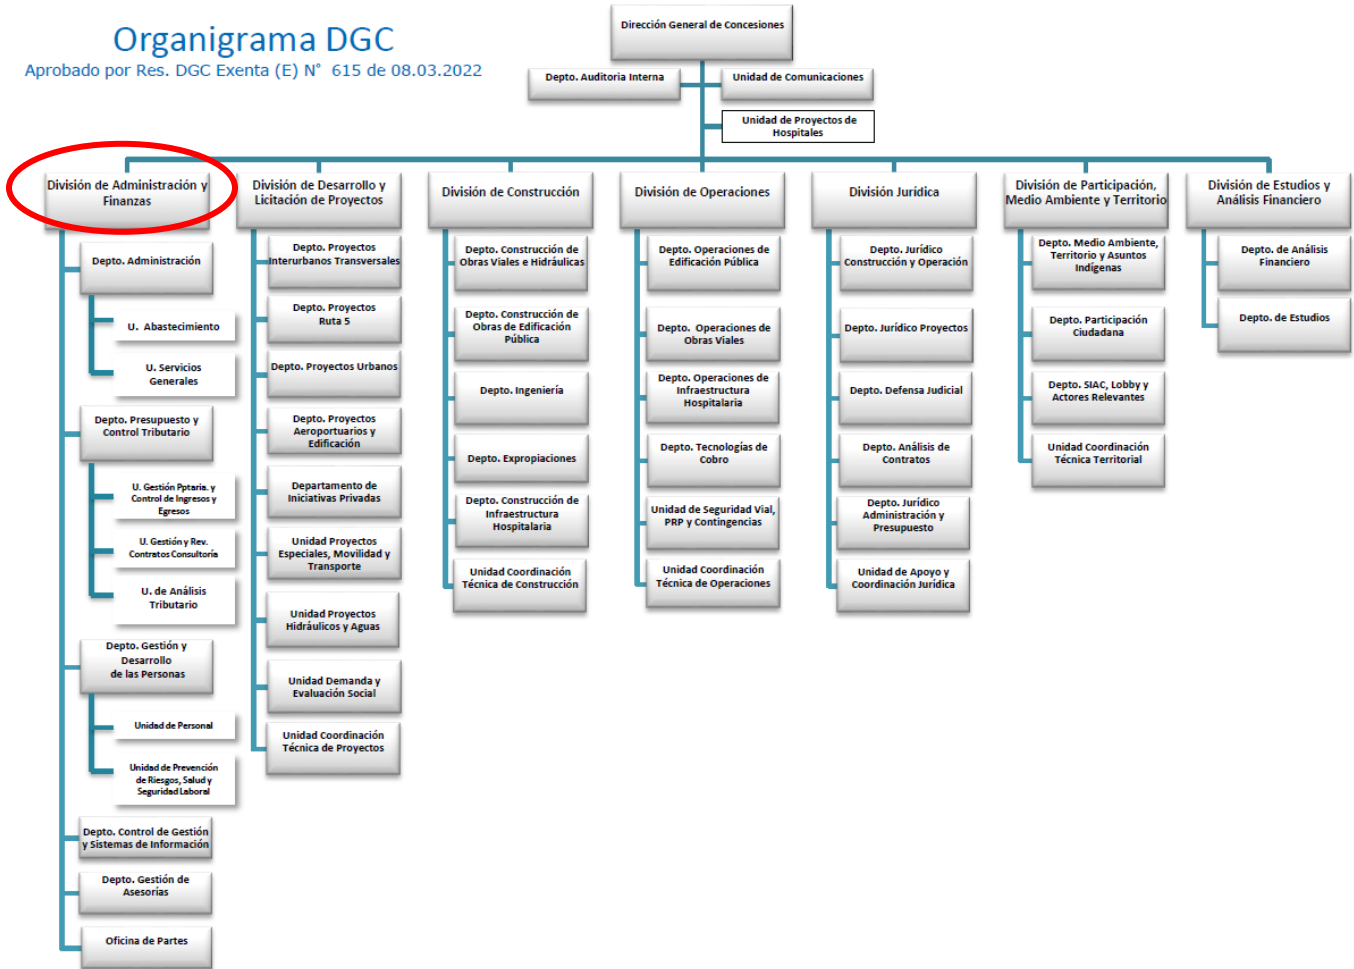 Organigrama DGC
Aprobado por Res. DGC Exenta (E) N° 615 de 08.03.2022
Dirección General de Concesiones
Depto. Auditoria Interna
Unidad de Comunicaciones
Unidad de Proyectos de
Hospitales
División de Administración y
Finanzas
Depto. Administración
U. Abastecimiento
U. Servicios
Generales
Depto. Presupuesto y
Control Tributario
U. Gestión Pptaria. y
Control de Ingresos y
Egresos
U. Gestión y Rev.
Contratos Consultoría
U. de Análisis
Tributario
Depto. Gestión y
Desarrollo
de las Personas
Unidad de Personal
Unidad de Prevención
de Riesgos, Salud y
Seguridad Laboral
Depto. Control de Gestión
y Sistemas de Información
Depto. Gestión de
Asesorías
Oficina de Partes
División de Desarrollo y
Licitación de Proyectos
Depto. Proyectos
Interurbanos Transversales
Depto. Proyectos
Ruta 5
Depto. Proyectos Urbanos
Depto. Proyectos
Aeroportuarios y
Edificación
Departamento de
Iniciativas Privadas
Unidad Proyectos
Especiales, Movilidad y
Transporte
Unidad Proyectos
Hidráulicos y Aguas
Unidad Demanda y
Evaluación Social
Unidad Coordinación
Técnica de Proyectos
División de Construcción
Depto. Construcción de
Obras Viales e Hidráulicas
Depto. Construcción de
Obras de Edificación
Pública
Depto. Ingeniería
Depto. Expropiaciones
Depto. Construcción de
Infraestructura
Hospitalaria
Unidad Coordinación
Técnica de Construcción
División de Operaciones
Depto. Operaciones de
Edificación Pública
Depto. Operaciones de
Obras Viales
Depto. Operaciones de
Infraestructura
Hospitalaria
Depto. Tecnologías de
Cobro
Unidad de Seguridad Vial,
PRP y Contingencias
Unidad Coordinación
Técnica de Operaciones
División Jurídica
Depto. Jurídico
Construcción y Operación
Depto. Jurídico Proyectos
Depto. Defensa Judicial
Depto. Análisis de
Contratos
Depto. Jurídico
Administración y
Presupuesto
Unidad de Apoyo y
Coordinación Jurídica
División de Participación,
Medio Ambiente y Territorio
Depto. Medio Ambiente,
Territorio y Asuntos
Indígenas
Depto. Participación
Ciudadana
Depto. SIAC, Lobby y
Actores Relevantes
Unidad Coordinación
Técnica Territorial
División de Estudios y
Análisis Financiero
Depto. de Análisis
Financiero
Depto. de Estudios